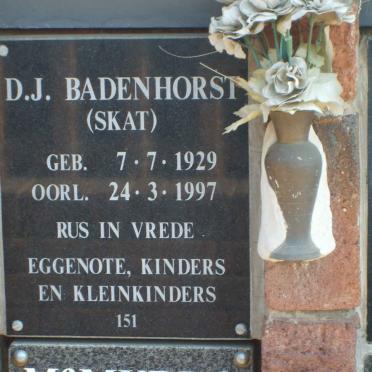 D.J. BADENHORST
(SKAT)
GEB. 7·7·1929
OORL. 24·3·1997
RUS IN VREDE
EGGENOTE, KINDERS
EN KLEINKINDERS
151